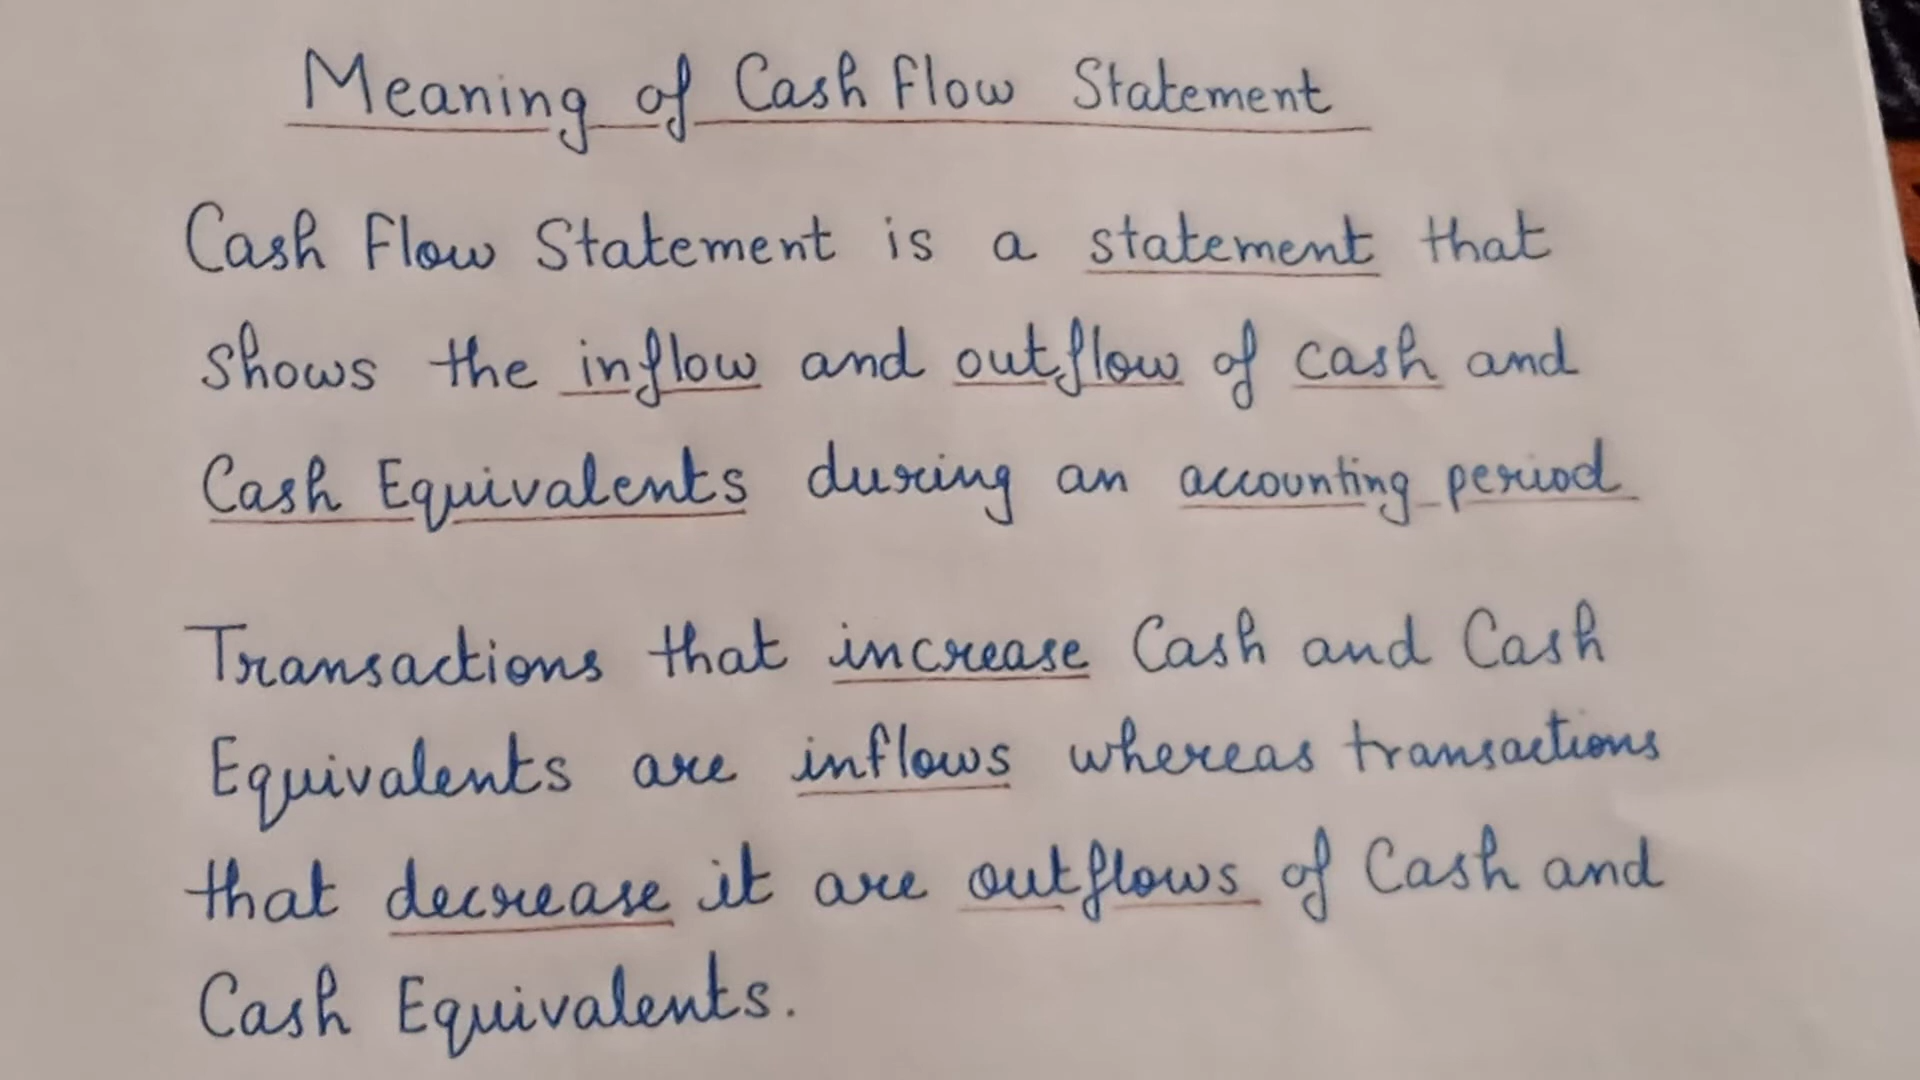 Meaning of Cash Flow Statement
Cash Flow Statement is a statement that
shows the inflow and outflow of cash and
Cash Equivalents during an accounting period
Transactions that increase Cash and Cash
Equivalents are inflows whereas transactions
that decrease it are outflows of Cash and
Cash Equivalents.